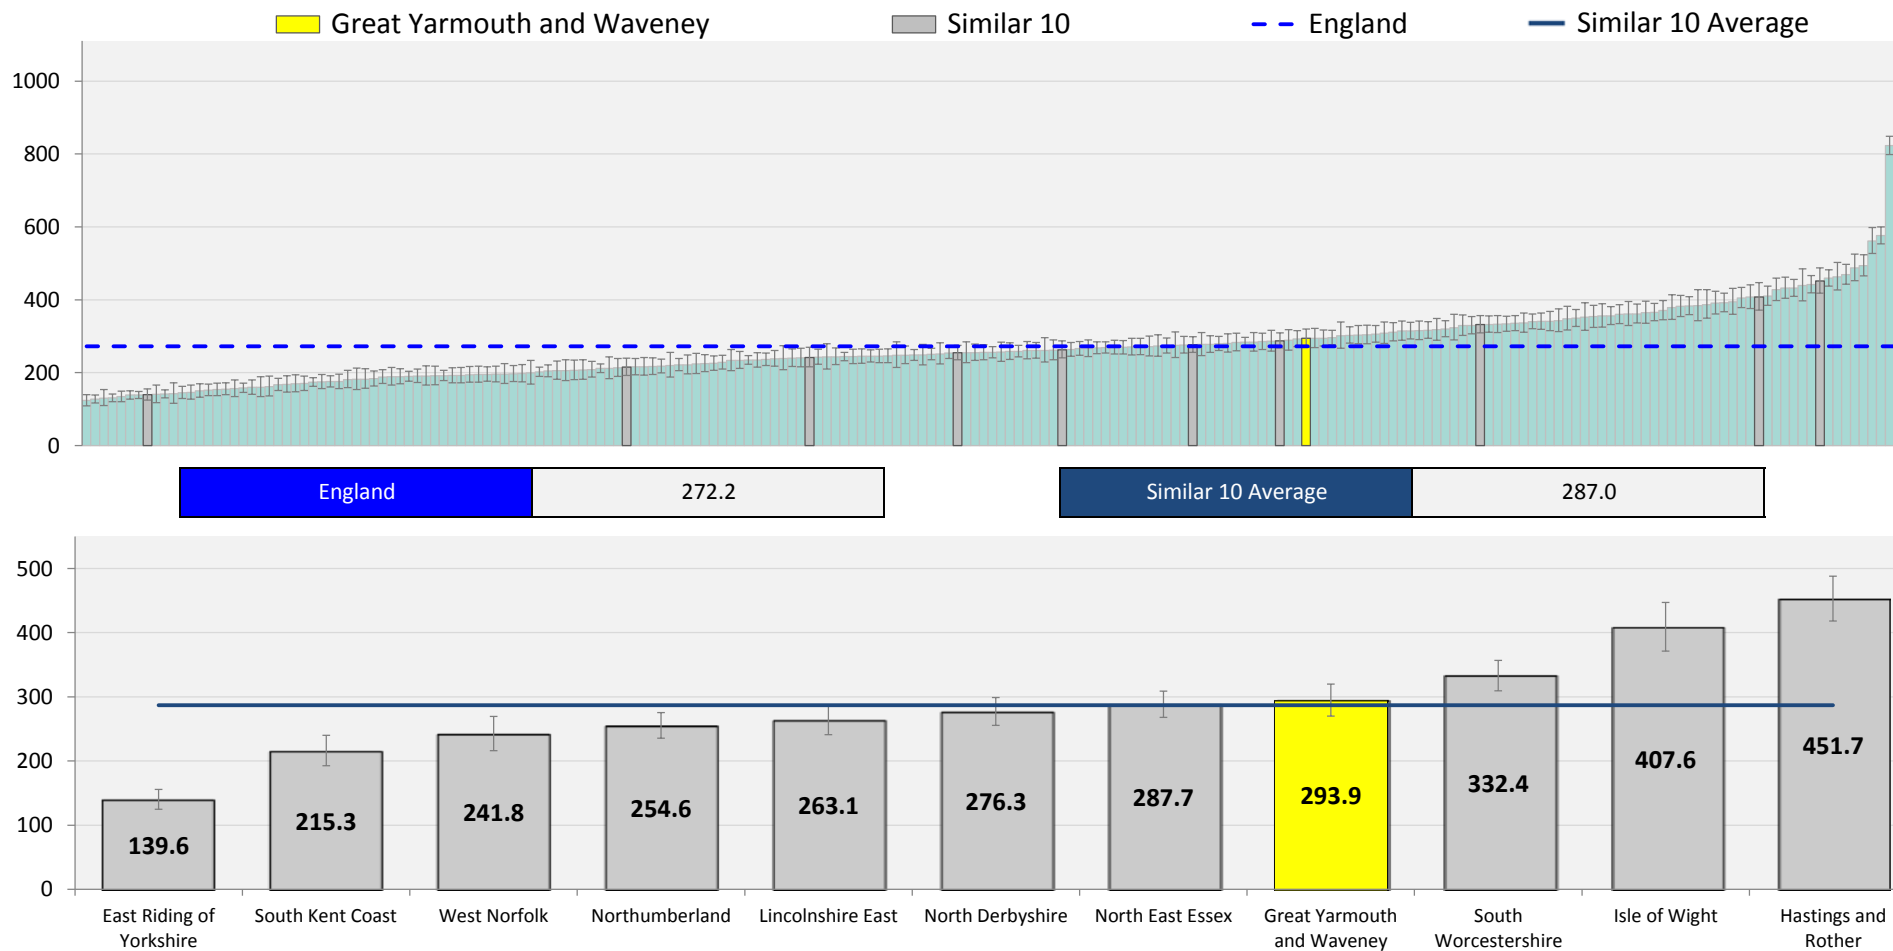 Great Yarmouth and Waveney
Similar 10
England
Similar 10 Average
1000
800
600
400
200
0
England
272.2
Similar 10 Average
287.0
500
400
300
200
100
0
139.6
215.3
241.8
254.6
263.1
276.3
287.7
293.9
332.4
407.6
451.7
East Riding of
Yorkshire
South Kent Coast
West Norfolk
Northumberland
Lincolnshire East
North Derbyshire
North East Essex
Great Yarmouth
and Waveney
South
Worcestershire
Isle of Wight
Hastings and
Rother